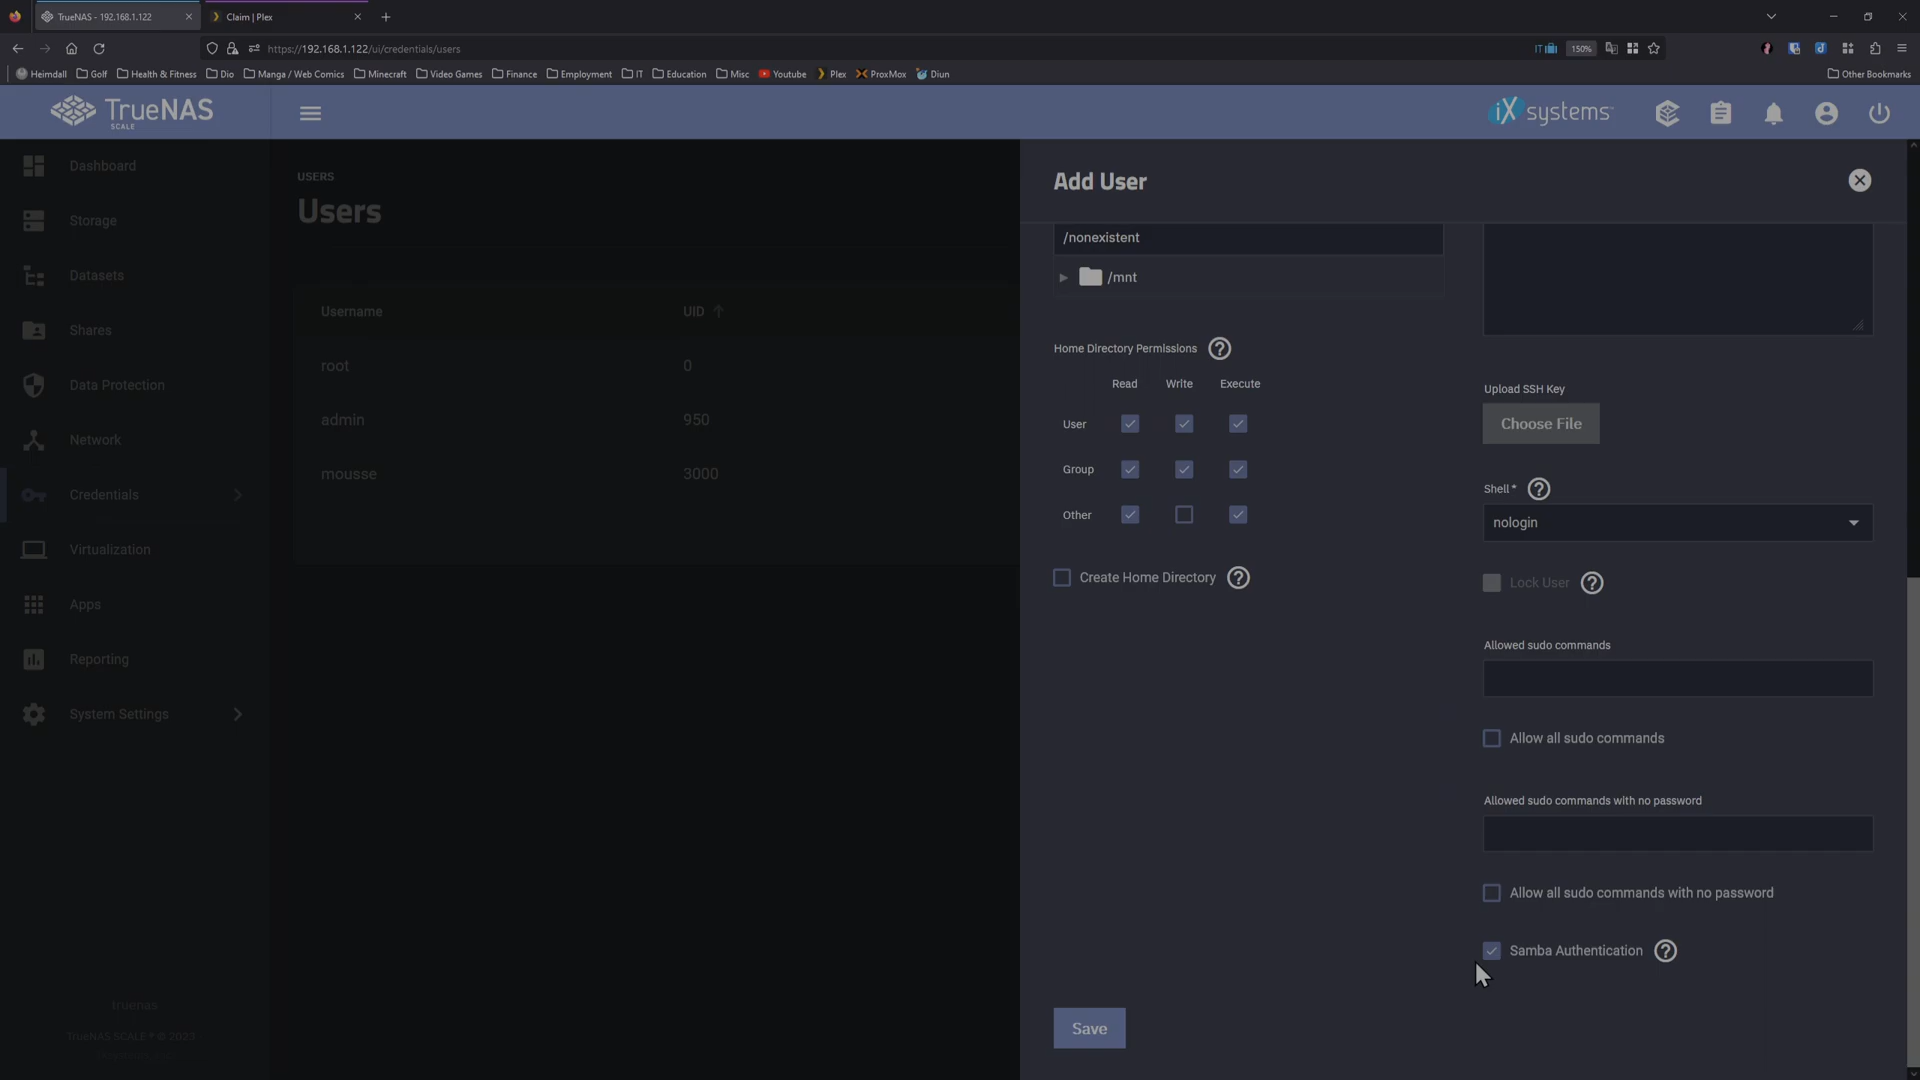 TrueNAS - 192.168.1.122
Claim | Plex
https://192.168.1.122/ui/credentials/users
IT
150%
Heimdall
Golf
Health & Fitness
Dio
Manga / Web Comics
Minecraft
Video Games
Finance
Employment
IT
Education
Misc
Youtube
Plex
ProxMox
Diun
Other Bookmarks
TrueNAS
SCALE
iX systems
Dashboard
Storage
Datasets
Shares
Data Protection
Network
Credentials
Virtualization
Apps
Reporting
System Settings
truenas
TrueNAS SCALE ® © 2023
USERS
Users
Username UID
root 0
admin 950
mousse 3000
Add User
/nonexistent
/mnt
Home Directory Permissions
Read Write Execute
User
Group
Other
Create Home Directory
Upload SSH Key
Choose File
Shell *
nologin
Lock User
Allowed sudo commands
Allow all sudo commands
Allowed sudo commands with no password
Allow all sudo commands with no password
Samba Authentication
Save